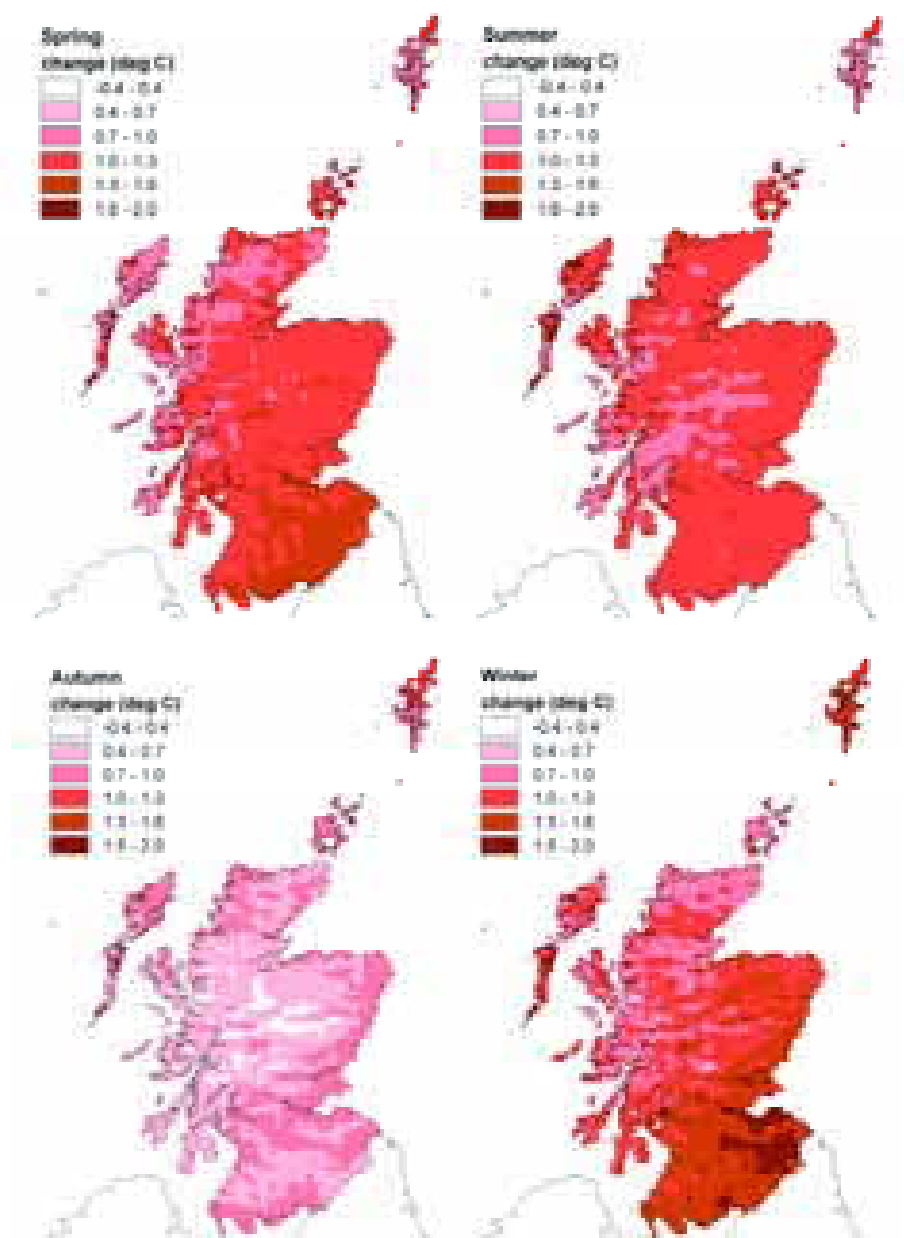 Spring
change (deg C)
-0.4 - 0.4
0.4 - 0.7
0.7 - 1.0
1.0 - 1.3
1.3 - 1.6
1.6 - 2.0
Summer
change (deg C)
-0.4 - 0.4
0.4 - 0.7
0.7 - 1.0
1.0 - 1.3
1.3 - 1.6
1.6 - 2.0
Autumn
change (deg C)
-0.4 - 0.4
0.4 - 0.7
0.7 - 1.0
1.0 - 1.3
1.3 - 1.6
1.6 - 2.0
Winter
change (deg C)
-0.4 - 0.4
0.4 - 0.7
0.7 - 1.0
1.0 - 1.3
1.3 - 1.6
1.6 - 2.0